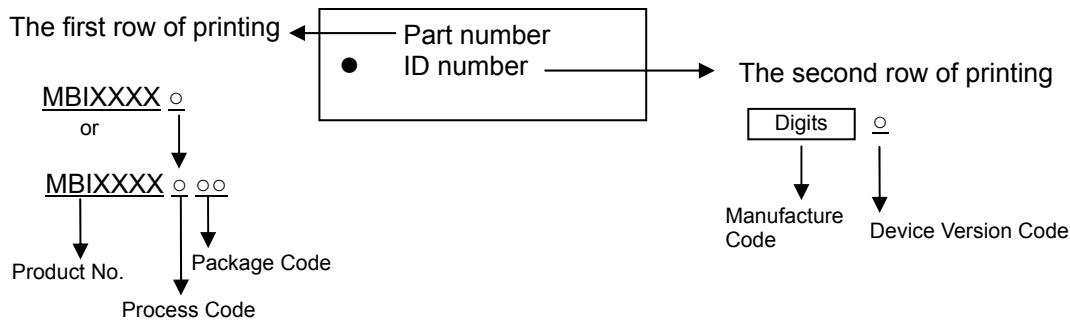 The first row of printing
Part number
ID number
The second row of printing
MBIXXXX ○
or
MBIXXXX ○ ○○
Product No.
Package Code
Process Code
Digits ○
Manufacture
Code
Device Version Code